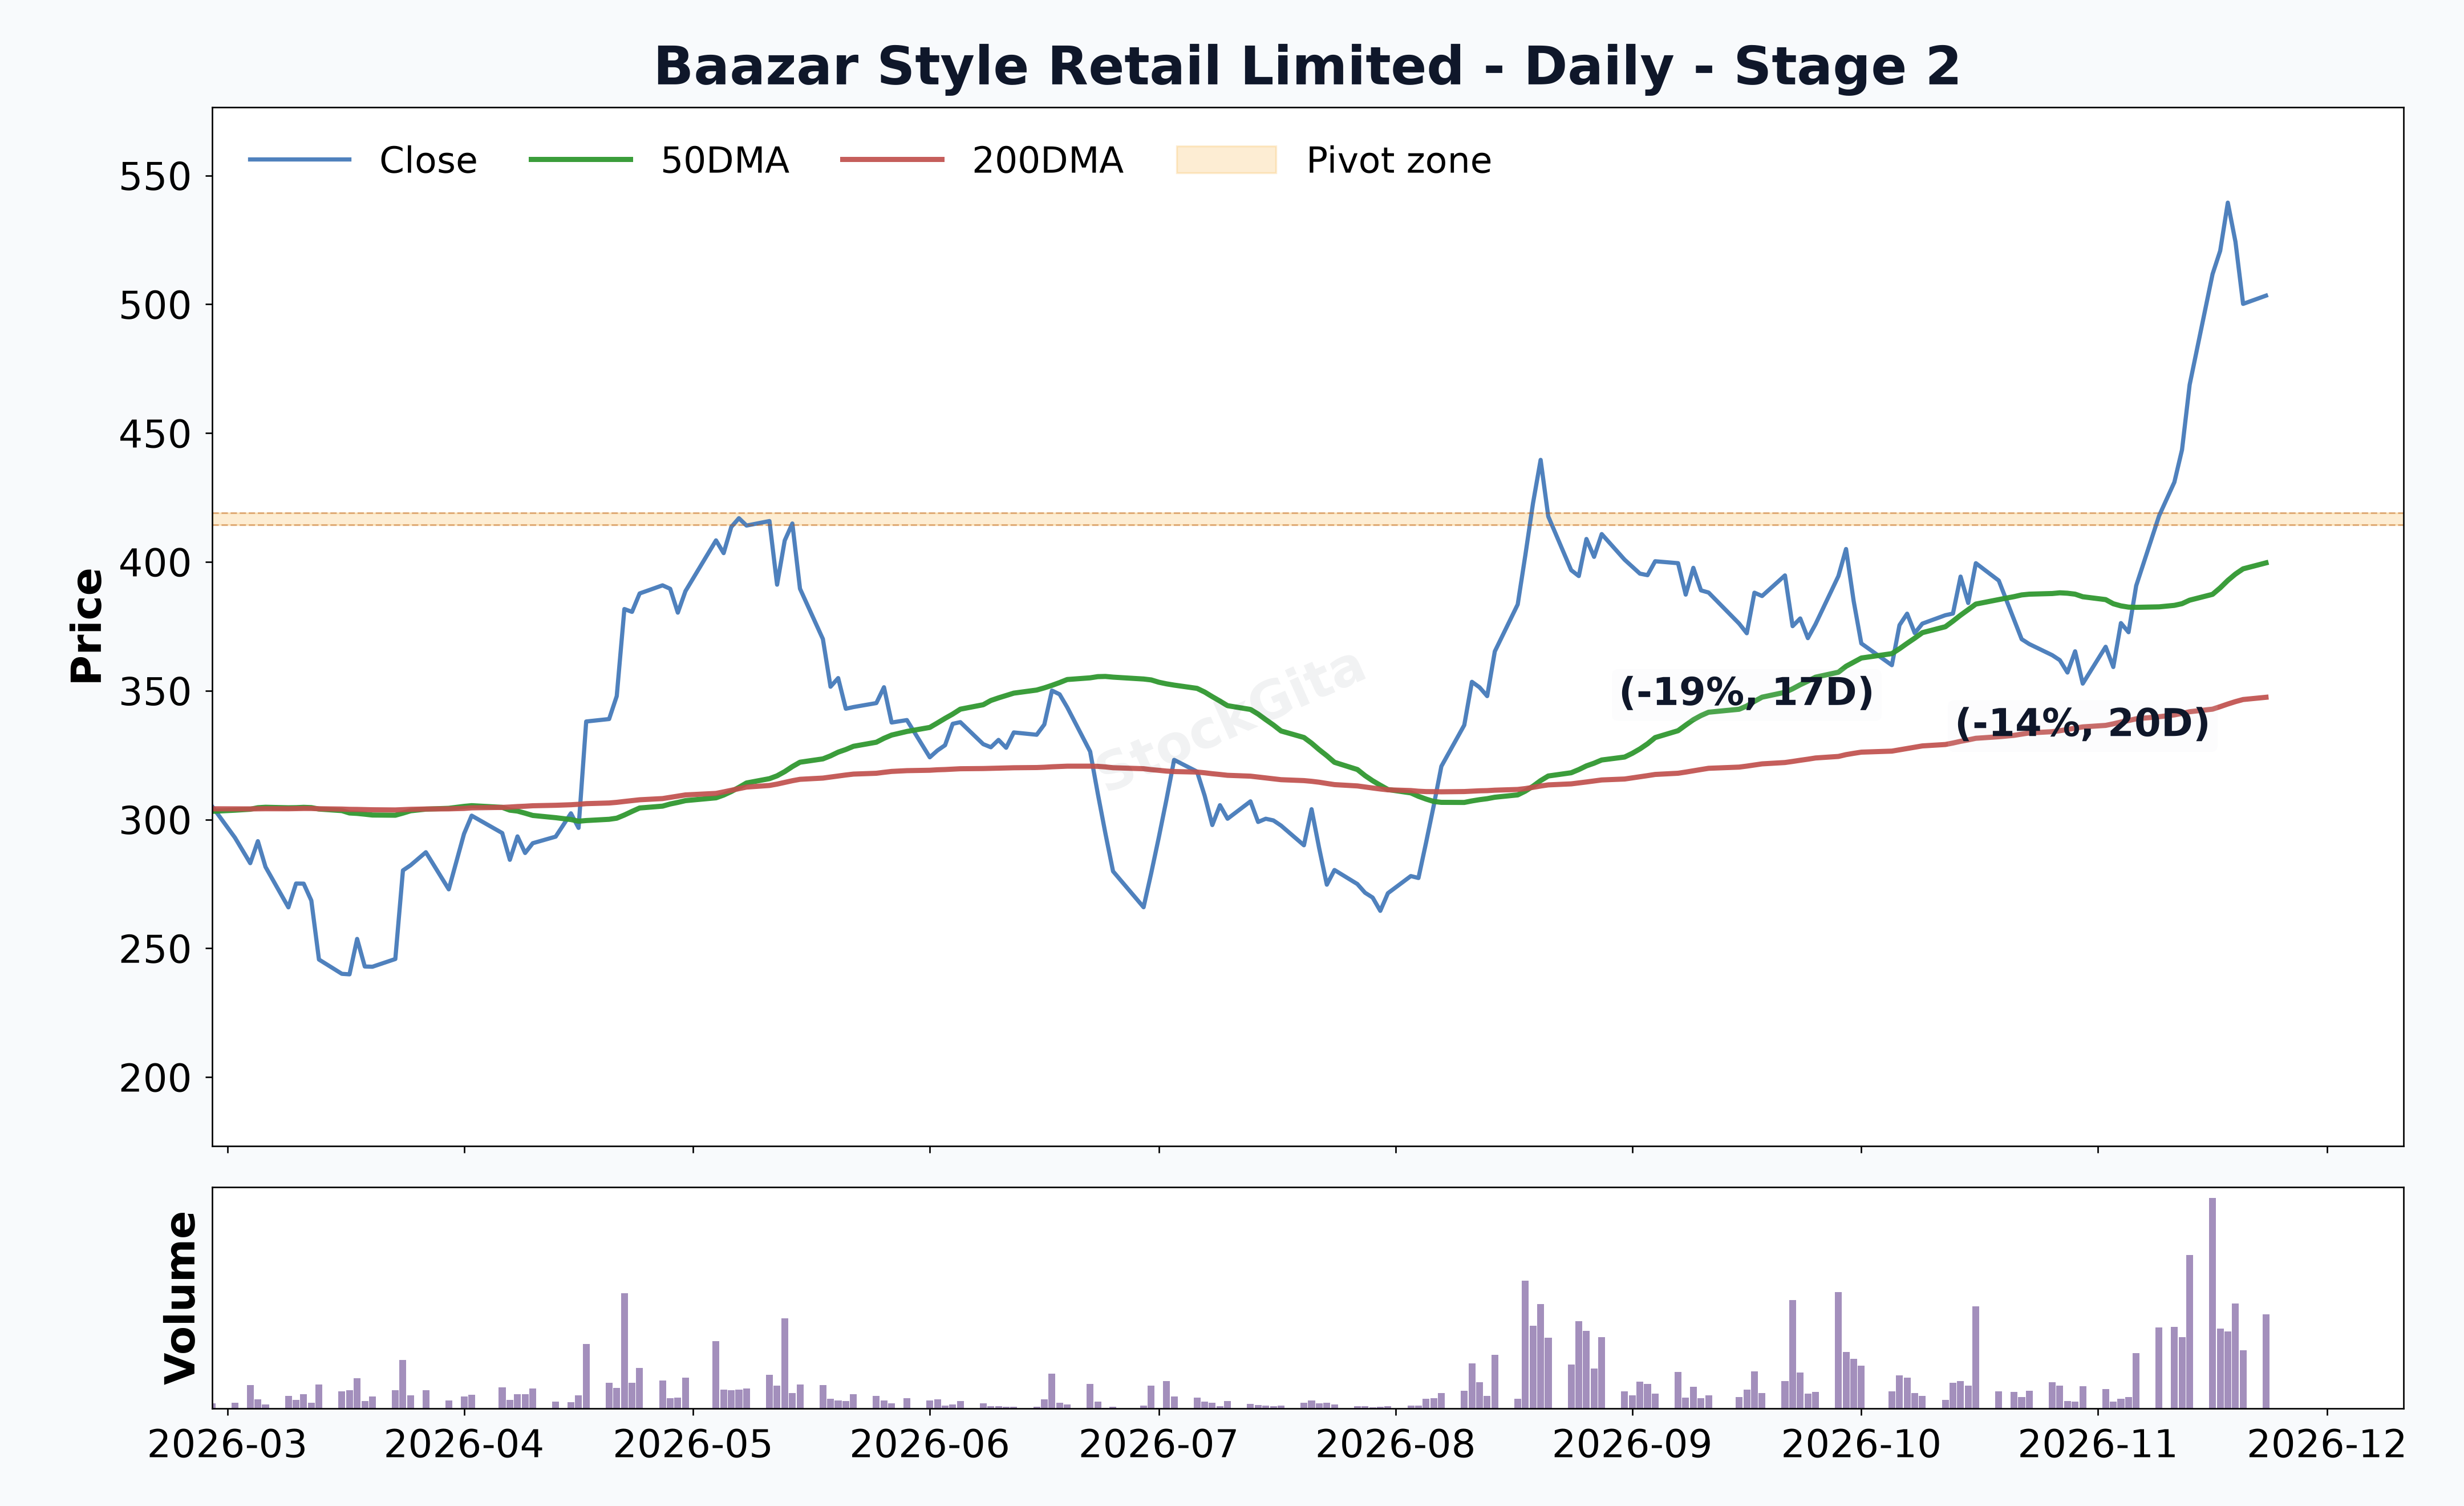 Baazar Style Retail Limited - Daily - Stage 2
Close 50DMA 200DMA Pivot zone
550
500
450
400
350
300
250
200
Price
(-19%, 17D)
(-14%, 20D)
StockGita
Volume
2026-03 2026-04 2026-05 2026-06 2026-07 2026-08 2026-09 2026-10 2026-11 2026-12